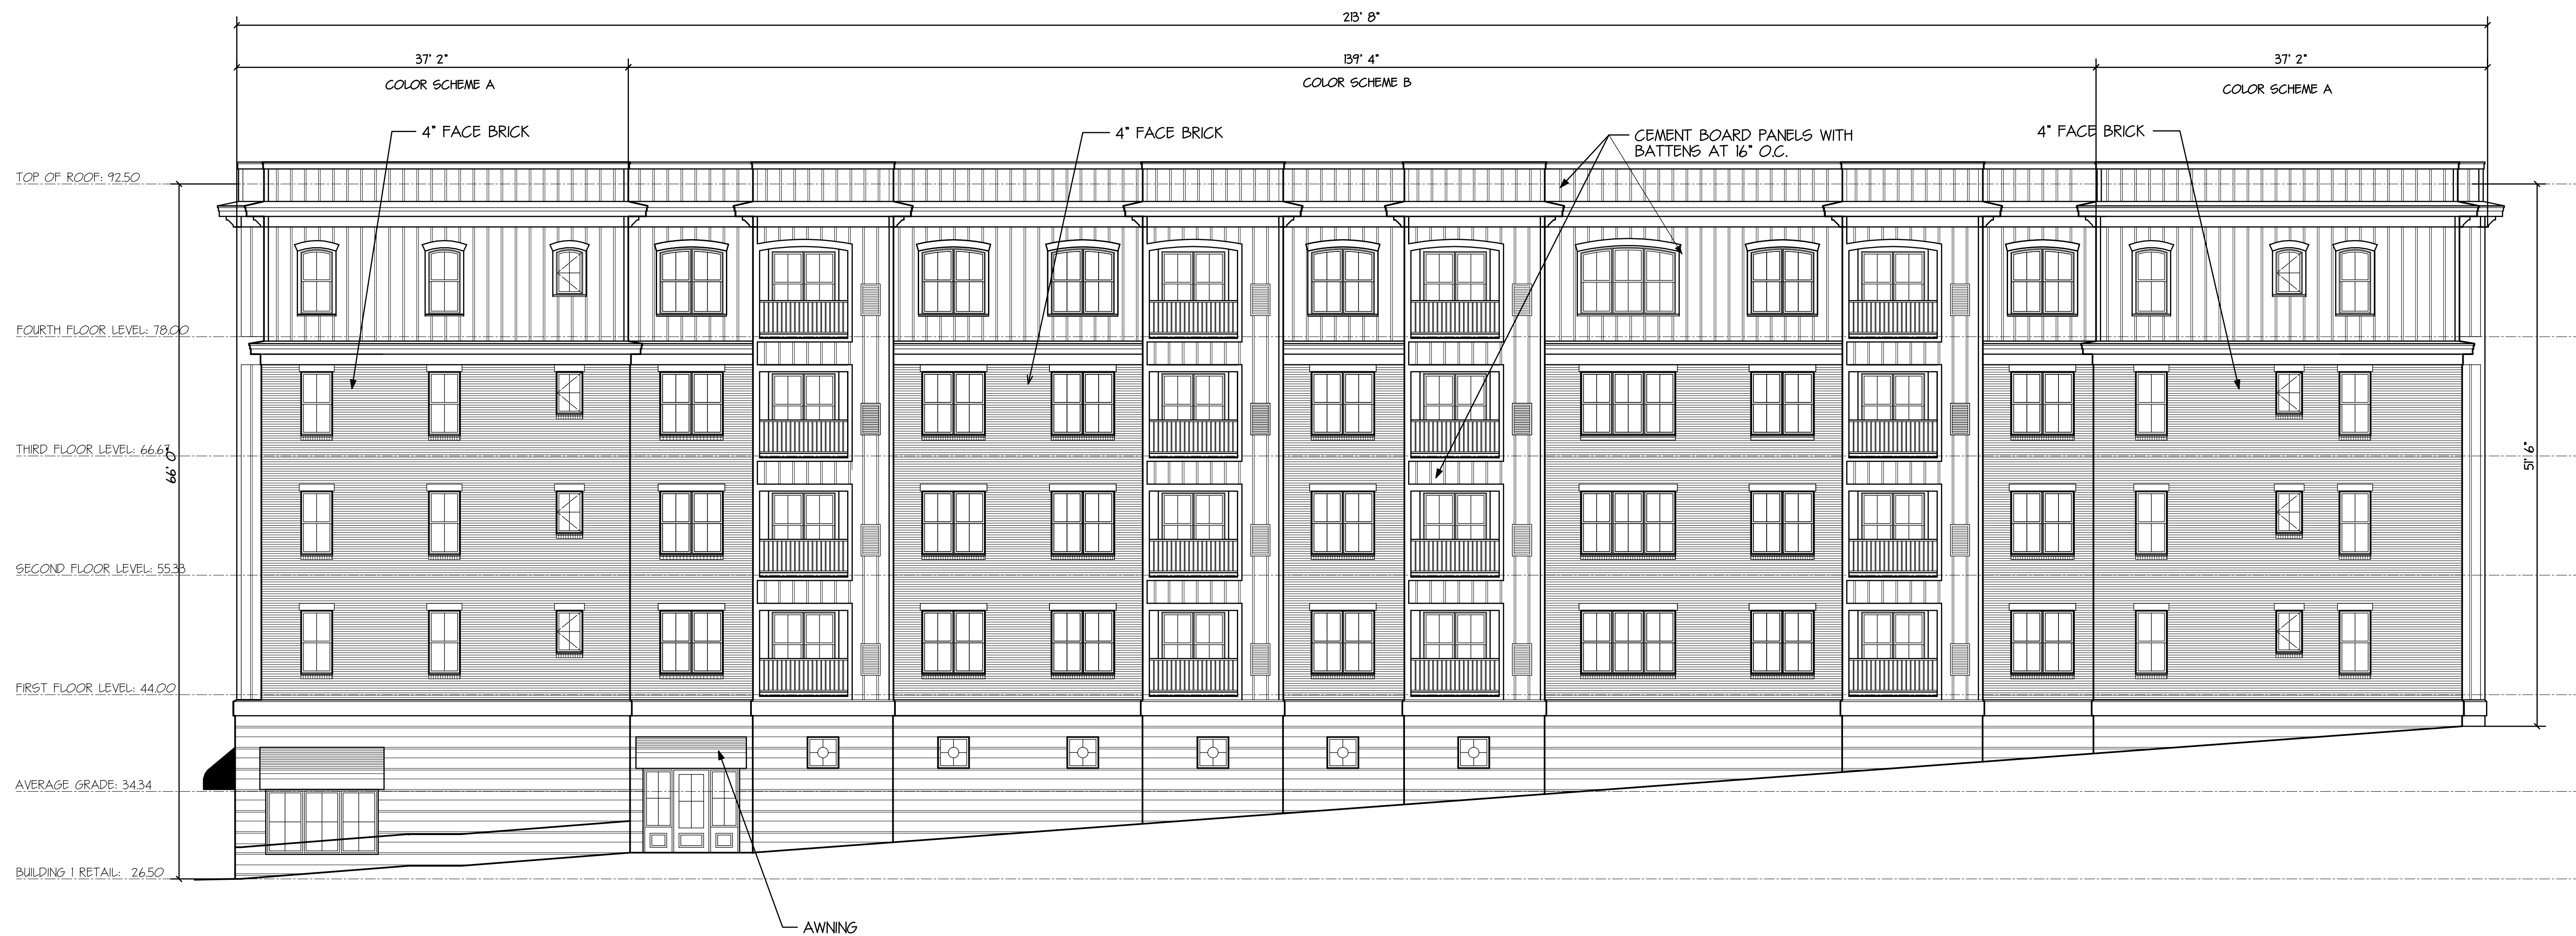 213' 8"
37' 2"
139' 4"
37' 2"
COLOR SCHEME A
COLOR SCHEME B
COLOR SCHEME A
4" FACE BRICK
4" FACE BRICK
CEMENT BOARD PANELS WITH
BATTENS AT 16" O.C.
4" FACE BRICK
TOP OF ROOF: 92.50
FOURTH FLOOR LEVEL: 78.00
THIRD FLOOR LEVEL: 66.67
66' 0"
51' 6"
SECOND FLOOR LEVEL: 55.33
FIRST FLOOR LEVEL: 44.00
AVERAGE GRADE: 34.34
BUILDING 1 RETAIL: 26.50
AWNING